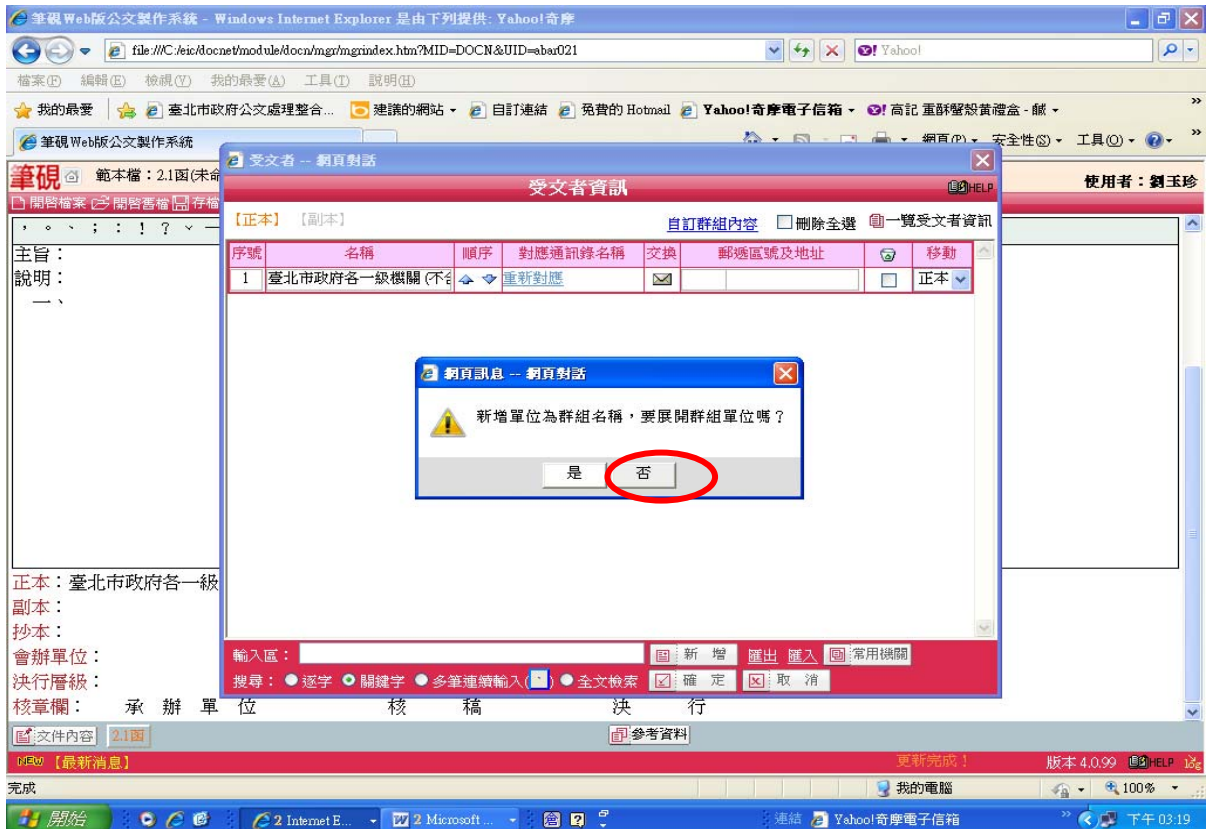 筆硯Web版公文製作系統 - Windows Internet Explorer 是由下列提供: Yahoo!奇摩
file:///C:/eic/docnet/module/docn/mgr/mgrindex.htm?MID=DOCN&UID=abar021
Yahoo!
檔案(F) 編輯(E) 檢視(V) 我的最愛(A) 工具(T) 說明(H)
我的最愛 臺北市政府公文處理整合... 建議的網站 自訂連結 免費的 Hotmail Yahoo!奇摩電子信箱
筆硯Web版公文製作系統 網頁(P) 安全性(S) 工具(O)
筆硯 範本檔:2.1函(未命 使用者:劉玉珍
開啓檔案 開啓舊檔 存檔
受文者 -- 網頁對話
受文者資訊 HELP
【正本】 【副本】 自訂群組內容 刪除全選 一覽受文者資訊
序號 名稱 順序 對應通訊錄名稱 交換 郵遞區號及地址 移動
1 臺北市政府各一級機關 (不 重新對應 正本
,。、;:!?
主旨:
說明:
一、
網頁訊息 -- 網頁對話
新增單位為群組名稱,要展開群組單位嗎?
是 否
正本:臺北市政府各一級
副本:
抄本:
會辦單位:
決行層級:
核章欄: 承 辦 單 位 核 稿 決 行
輸入區: 新 增 匯出 匯入 常用機關
搜尋: 逐字 關鍵字 多筆連續輸入(`) 全文檢索 確 定 取 消
文件內容 2.1函 參考資料
NEW 【最新消息】 更新完成! 版本 4.0.99 HELP log
完成 我的電腦 100%
開始 2 Internet E... 2 Microsoft ... 連結 Yahoo!奇摩電子信箱 下午 03:19